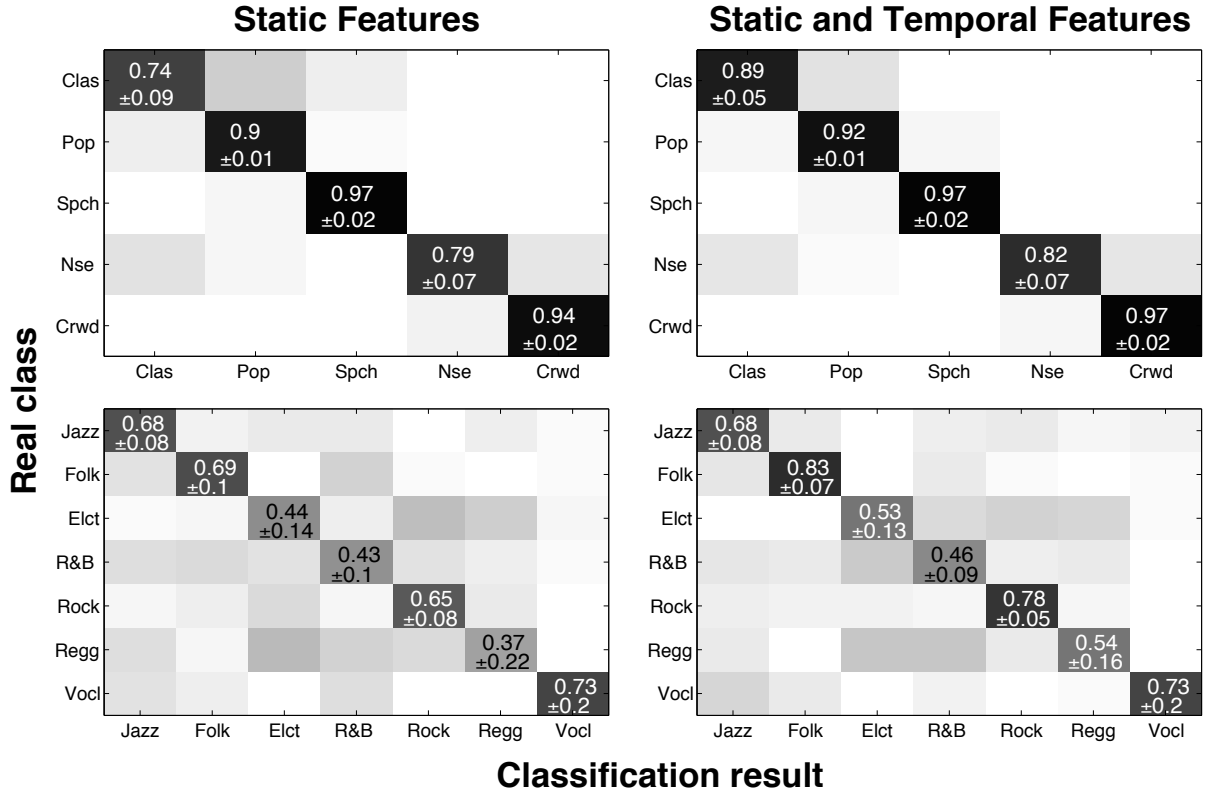 Static Features
Static and Temporal Features
Real class
Clas
0.74
±0.09
Pop
0.9
±0.01
Spch
0.97
±0.02
Nse
0.79
±0.07
Crwd
0.94
±0.02
Clas Pop Spch Nse Crwd
Clas
0.89
±0.05
Pop
0.92
±0.01
Spch
0.97
±0.02
Nse
0.82
±0.07
Crwd
0.97
±0.02
Clas Pop Spch Nse Crwd
Jazz
0.68
±0.08
Folk
0.69
±0.1
Elct
0.44
±0.14
R&B
0.43
±0.1
Rock
0.65
±0.08
Regg
0.37
±0.22
Vocl
0.73
±0.2
Jazz Folk Elct R&B Rock Regg Vocl
Jazz
0.68
±0.08
Folk
0.83
±0.07
Elct
0.53
±0.13
R&B
0.46
±0.09
Rock
0.78
±0.05
Regg
0.54
±0.16
Vocl
0.73
±0.2
Jazz Folk Elct R&B Rock Regg Vocl
Classification result